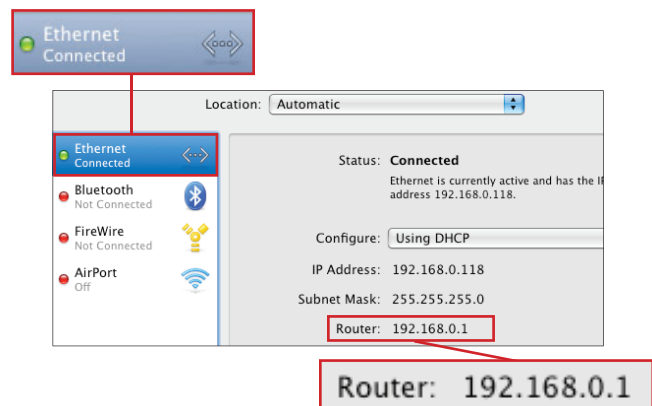 Ethernet
Connected
Location: Automatic
Ethernet
Connected
Bluetooth
Not Connected
FireWire
Not Connected
AirPort
Off
Status: Connected
Ethernet is currently active and has the
address 192.168.0.118.
Configure: Using DHCP
IP Address: 192.168.0.118
Subnet Mask: 255.255.255.0
Router: 192.168.0.1
Router: 192.168.0.1